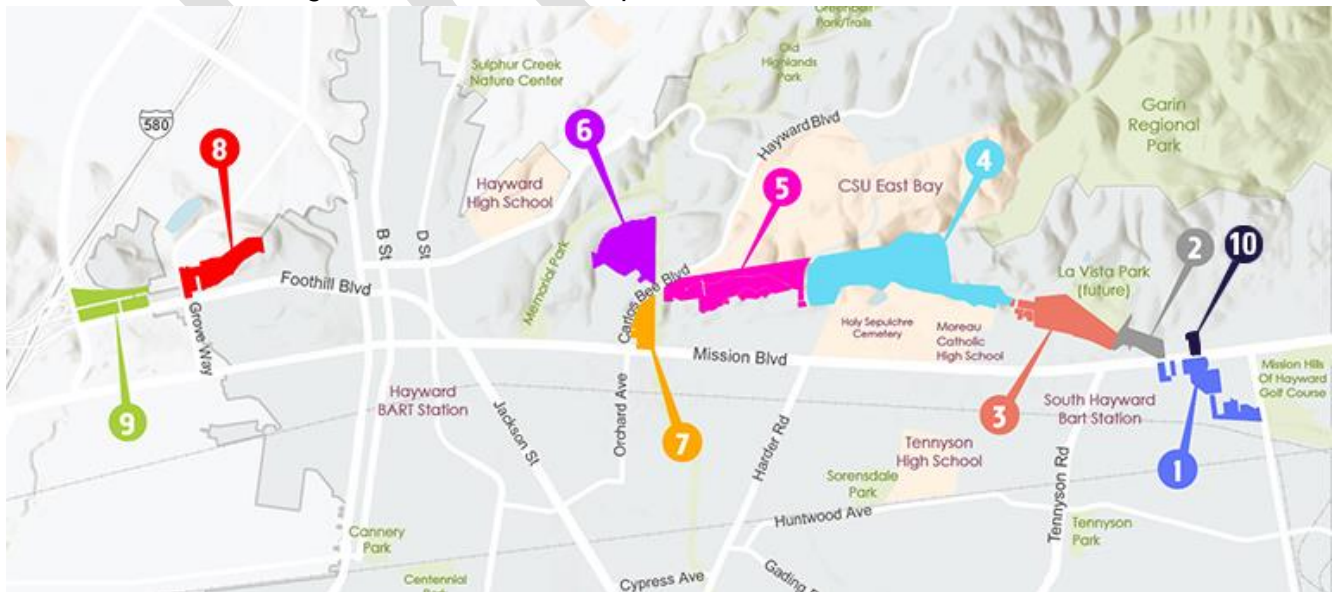 Greenbelt
Park/Trails
Old
Highlands
Park
Sulphur Creek
Nature Center
580
8
6
Hayward Blvd
Garin
Regional
Park
4
CSU East Bay
5
Hayward
High School
B St
D St
2
10
La Vista Park
(future)
Foothill Blvd
Memorial Park
Carlos Bee Blvd
Grove Way
Holy Sepulchre
Cemetery
Moreau
Catholic
High School
Mission Blvd
Mission Hills
Of Hayward
Golf Course
Hayward
BART Station
9
Jackson St
Orchard Ave
7
Harder Rd
3
South Hayward
Bart Station
Tennyson
High School
1
Sorensdale
Park
Huntwood Ave
Tennyson Rd
Tennyson
Park
Cannery
Park
Centennial
Cypress Ave
Gading